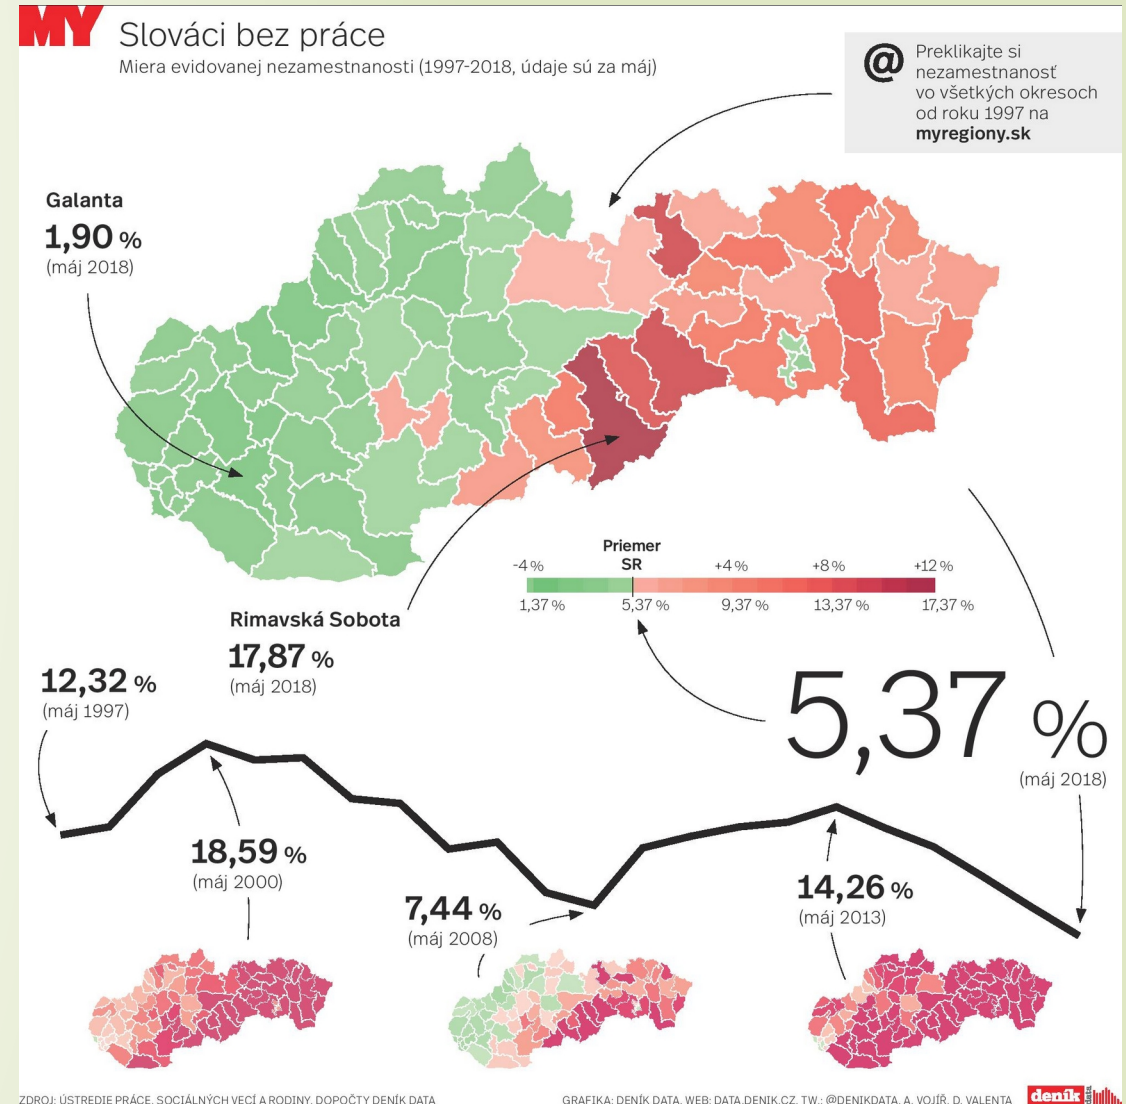 MY
Slováci bez práce
Miera evidovanej nezamestnanosti (1997-2018, údaje sú za máj)
@
Preklikajte si
nezamestnanosť
vo všetkých okresoch
od roku 1997 na
myregiony.sk
Galanta
1,90 %
(máj 2018)
Priemer
SR
-4 %
+4 %
+8 %
+12 %
1,37 %
5,37 %
9,37 %
13,37 %
17,37 %
Rimavská Sobota
17,87 %
(máj 2018)
12,32 %
(máj 1997)
5,37 %
(máj 2018)
18,59 %
(máj 2000)
7,44 %
(máj 2008)
14,26 %
(máj 2013)
ZDROJ: ÚSTREDIE PRÁCE, SOCIÁLNYCH VECÍ A RODINY, DOPOČTY DENÍK DATA
GRAFIKA: DENÍK DATA, WEB: DATA.DENIK.CZ, TW.: @DENIKDATA, A. VOJÍŘ, D. VALENTA
deník data